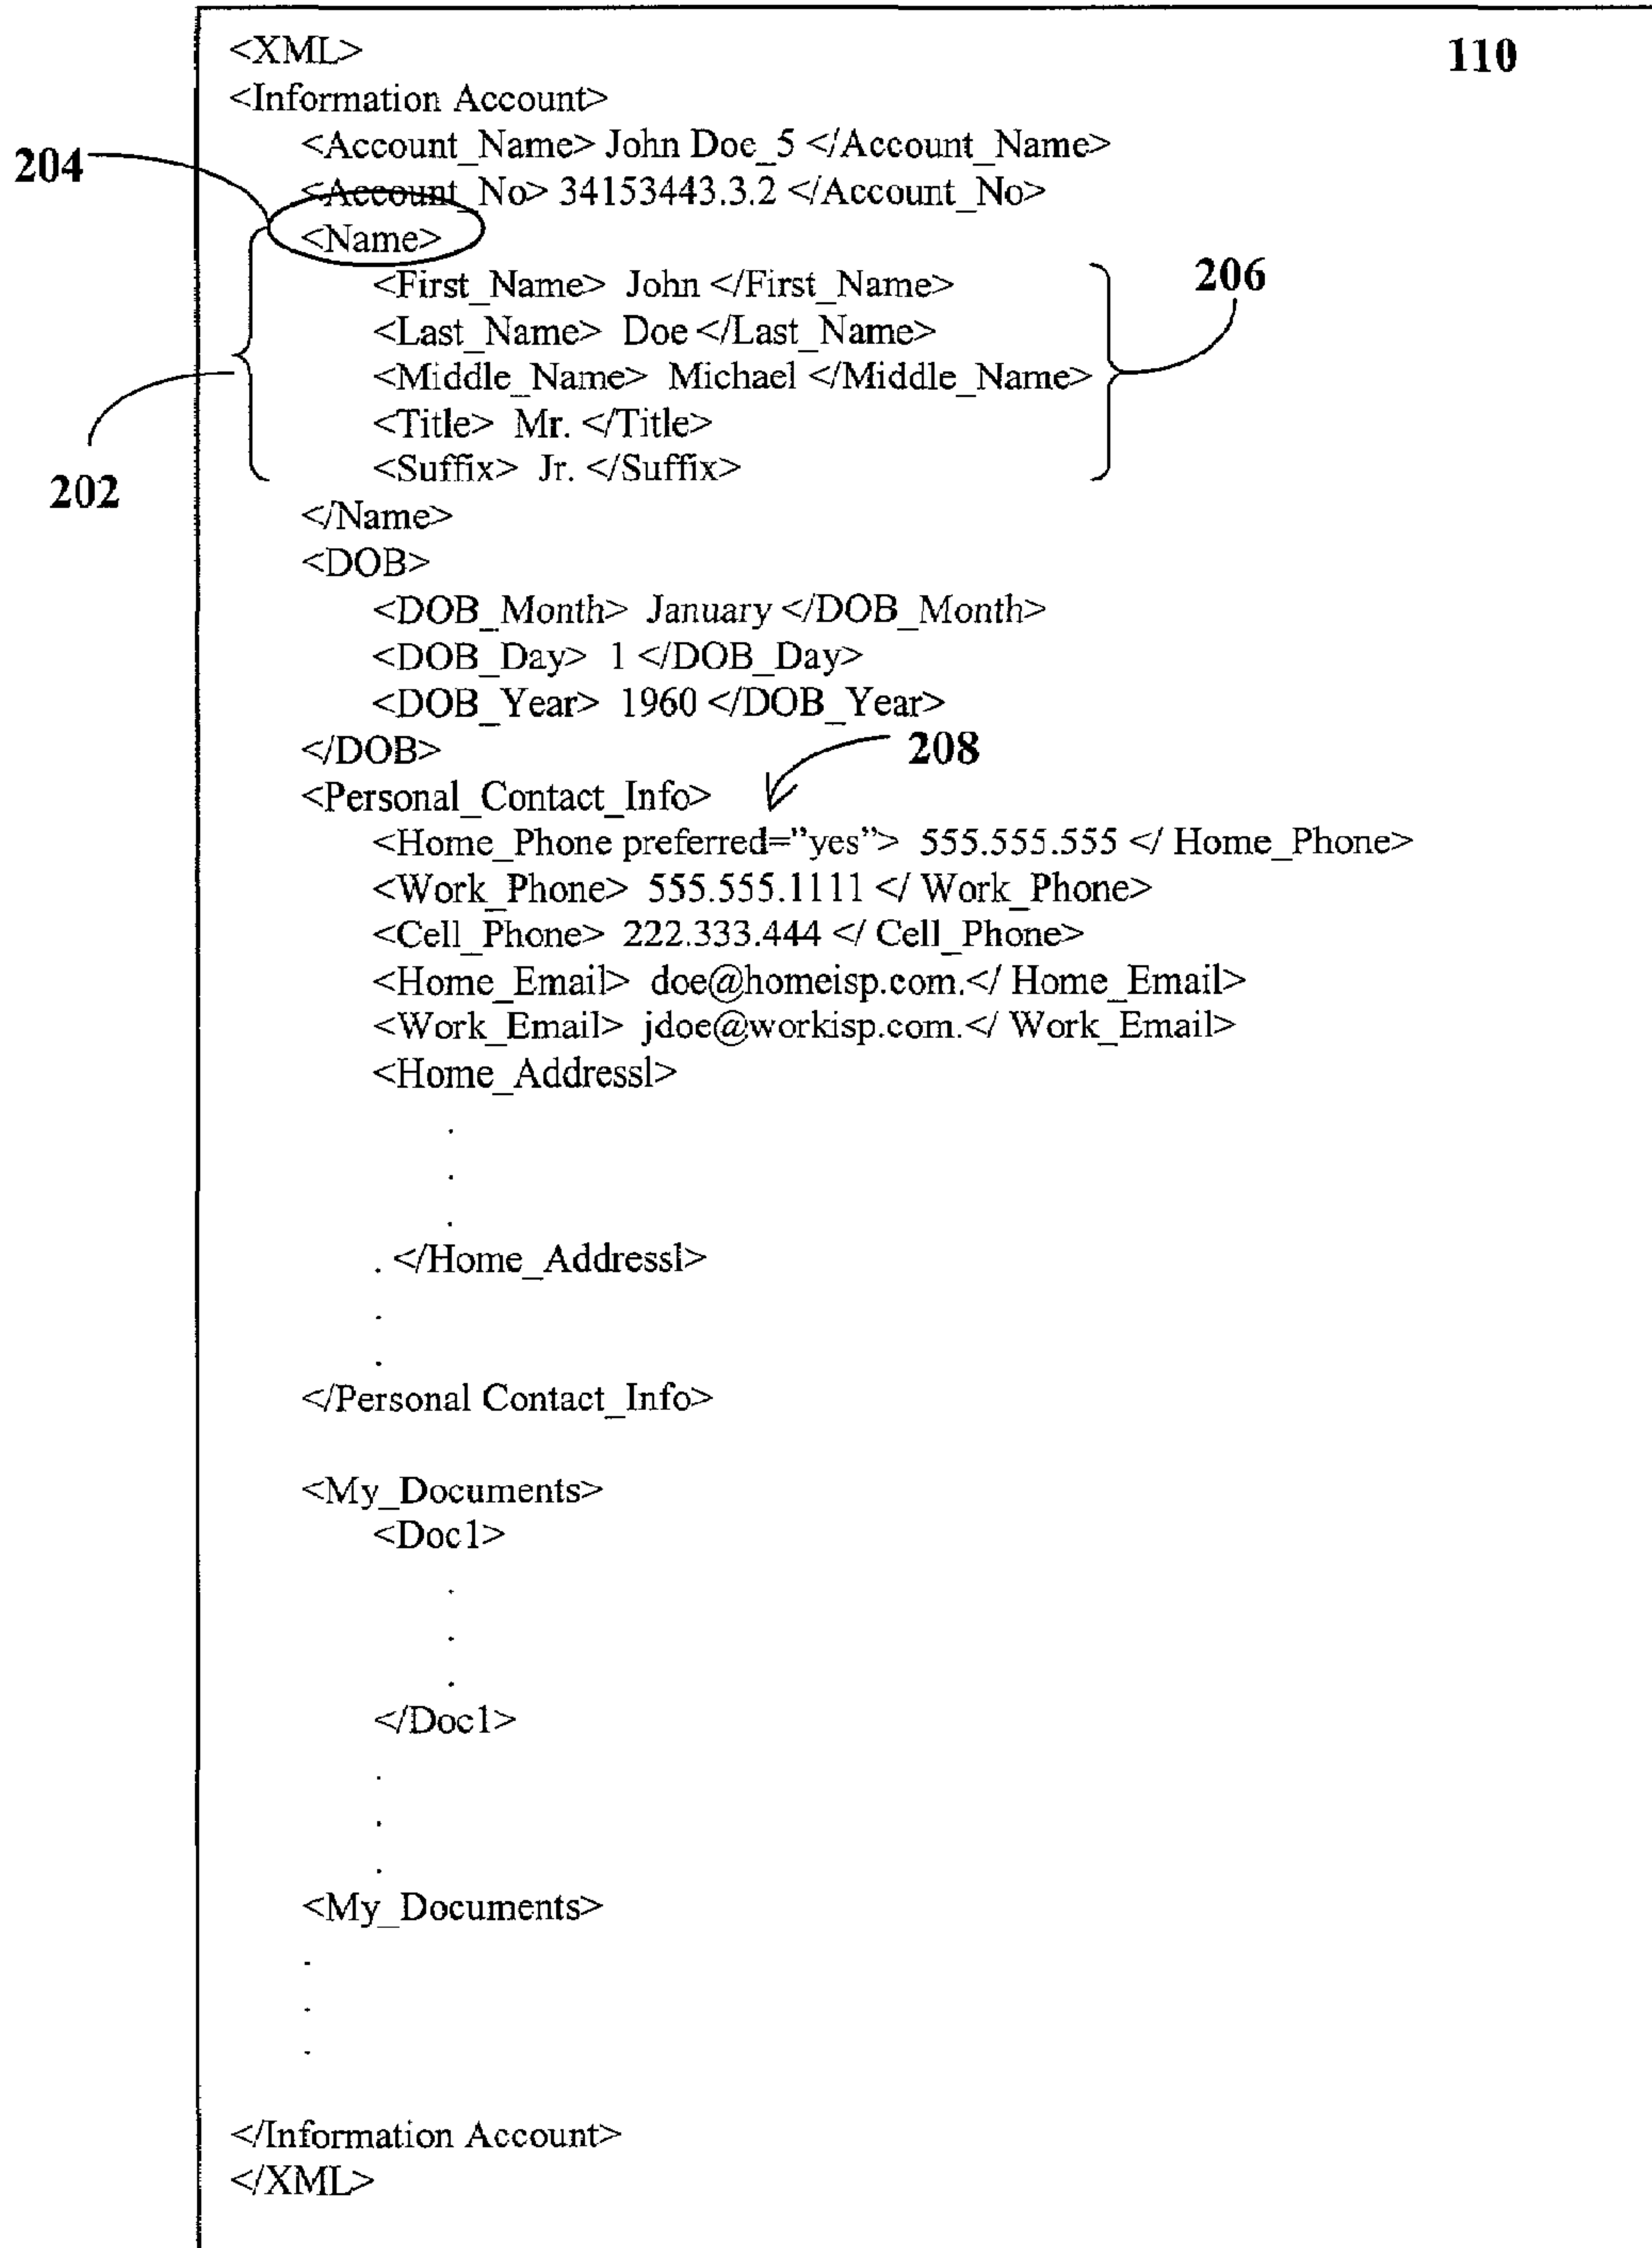 <XML> 110
<Information Account>
<Account_Name> John Doe_5 </Account_Name>
204
<Account_No> 34153443.3.2 </Account_No>
<Name>
<First_Name> John </First_Name> 206
<Last_Name> Doe </Last_Name>
<Middle_Name> Michael </Middle_Name>
<Title> Mr. </Title>
<Suffix> Jr. </Suffix>
202
</Name>
<DOB>
<DOB_Month> January </DOB_Month>
<DOB_Day> 1 </DOB_Day>
<DOB_Year> 1960 </DOB_Year>
</DOB> 208
<Personal_Contact_Info>
<Home_Phone preferred=”yes”> 555.555.555 </ Home_Phone>
<Work_Phone> 555.555.1111 </ Work_Phone>
<Cell_Phone> 222.333.444 </ Cell_Phone>
<Home_Email> doe@homeisp.com.</ Home_Email>
<Work_Email> jdoe@workisp.com.</ Work_Email>
<Home_Addressl>
.
.
.
. </Home_Addressl>
.
.
</Personal Contact_Info>
<My_Documents>
<Doc1>
.
.
.
</Doc1>
.
.
.
<My_Documents>
.
.
.
</Information Account>
</XML>